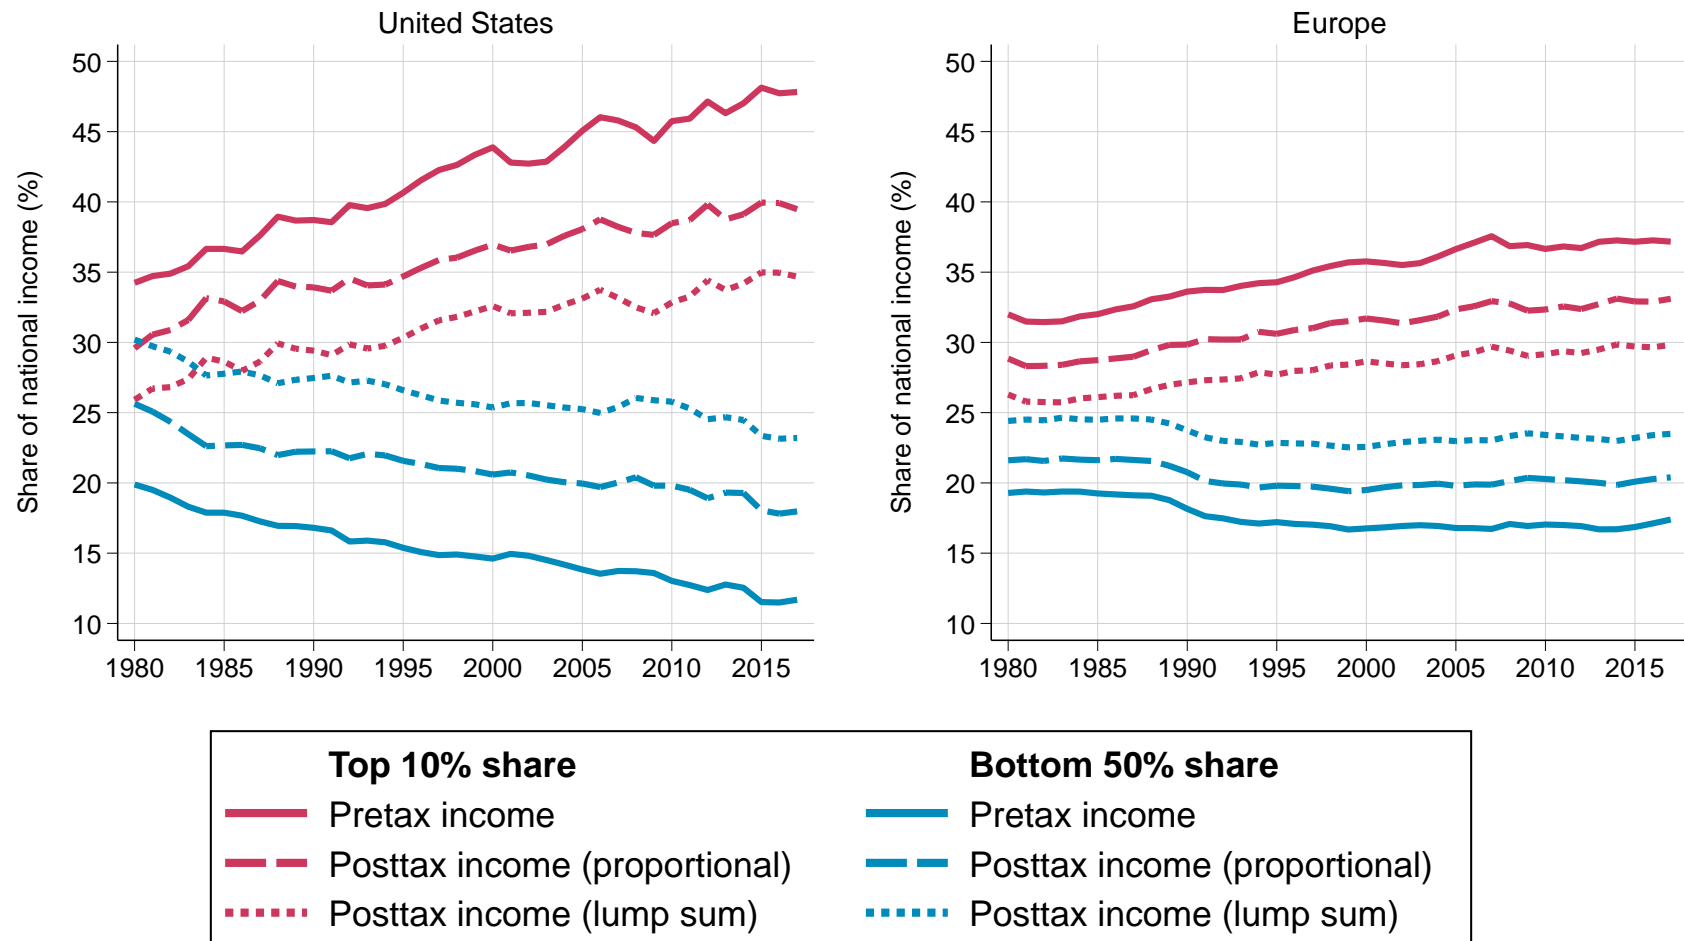 United States
Europe
Share of national income (%)
50
45
40
35
30
25
20
15
10
1980 1985 1990 1995 2000 2005 2010 2015
Share of national income (%)
50
45
40
35
30
25
20
15
10
1980 1985 1990 1995 2000 2005 2010 2015
Top 10% share
Pretax income
Posttax income (proportional)
Posttax income (lump sum)
Bottom 50% share
Pretax income
Posttax income (proportional)
Posttax income (lump sum)